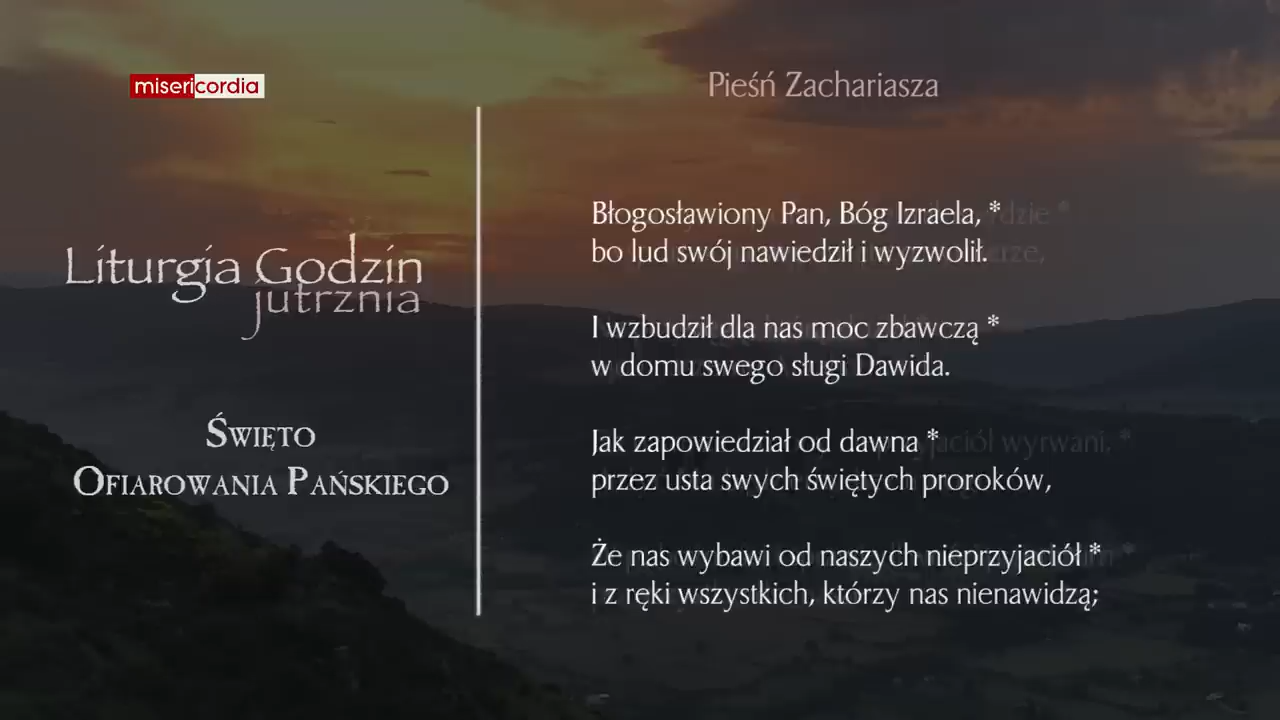 misericordia
Pieśń Zachariasza
Liturgia Godzin
jutrznia
Święto
Ofiarowania Pańskiego
Błogosławiony Pan, Bóg Izraela, *
bo lud swój nawiedził i wyzwolił.
I wzbudził dla nas moc zbawczą *
w domu swego sługi Dawida.
Jak zapowiedział od dawna *
przez usta swych świętych proroków,
Że nas wybawi od naszych nieprzyjaciół *
i z ręki wszystkich, którzy nas nienawidzą;